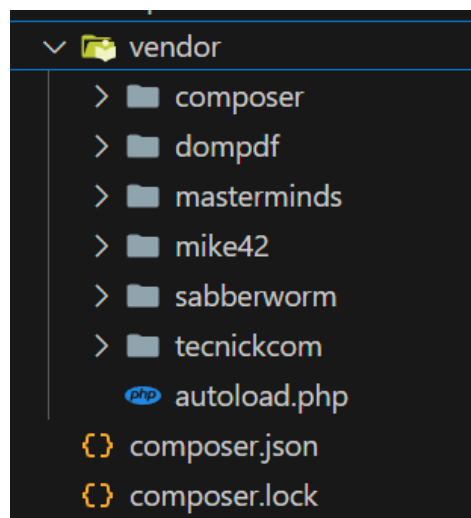 vendor
composer
dompdf
masterminds
mike42
sabberworm
tecnickcom
php autoload.php
{} composer.json
{} composer.lock